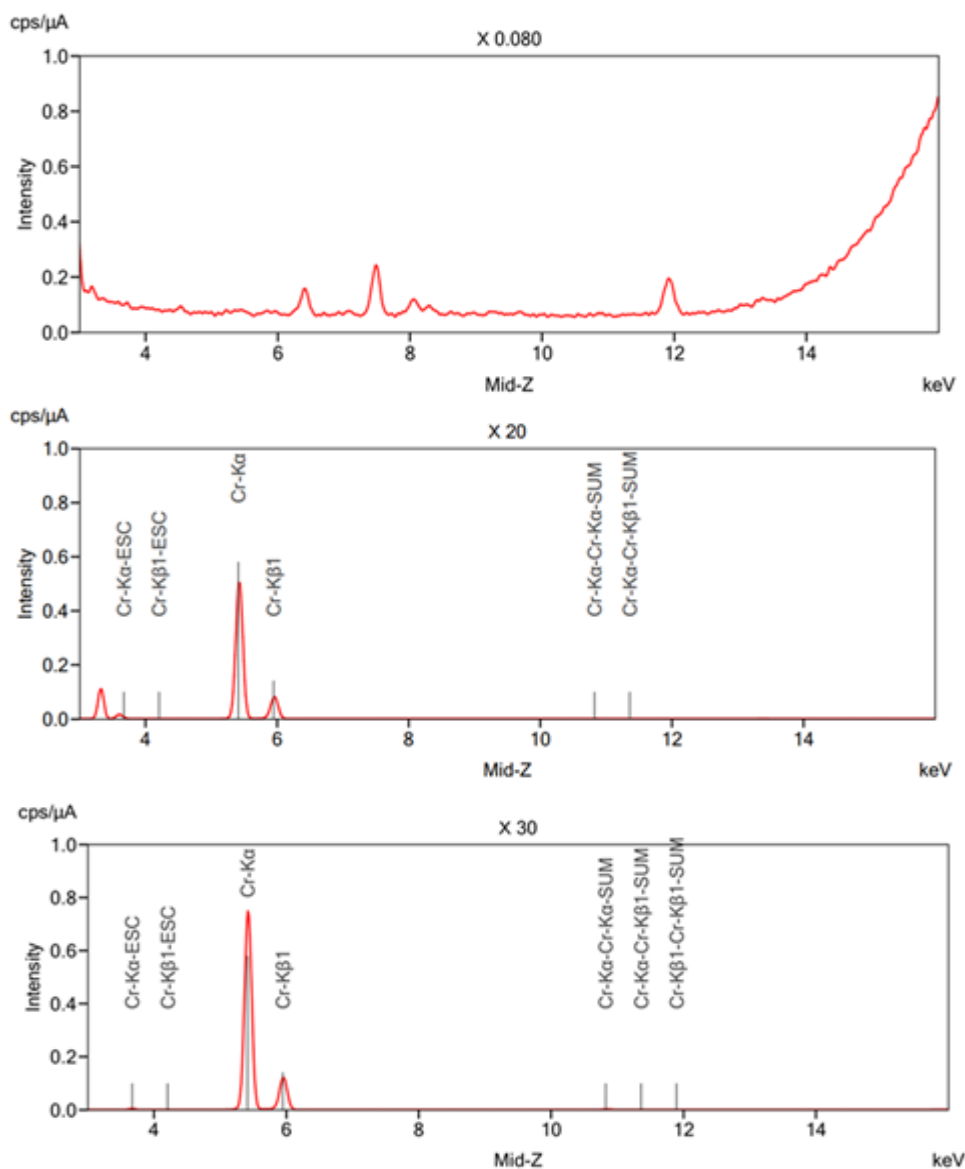 cps/μA
X 0.080
1.0
0.8
0.6
0.4
0.2
0.0
Intensity
4 6 8 10 12 14
Mid-Z
keV
cps/μA
X 20
1.0
0.8
0.6
0.4
0.2
0.0
Intensity
Cr-Kα-ESC
Cr-Kβ1-ESC
Cr-Kα
Cr-Kβ1
Cr-Kα-Cr-Kα-SUM
Cr-Kα-Cr-Kβ1-SUM
4 6 8 10 12 14
Mid-Z
keV
cps/μA
X 30
1.0
0.8
0.6
0.4
0.2
0.0
Intensity
Cr-Kα-ESC
Cr-Kβ1-ESC
Cr-Kα
Cr-Kβ1
Cr-Kα-Cr-Kα-SUM
Cr-Kα-Cr-Kβ1-SUM
Cr-Kβ1-Cr-Kβ1-SUM
4 6 8 10 12 14
Mid-Z
keV